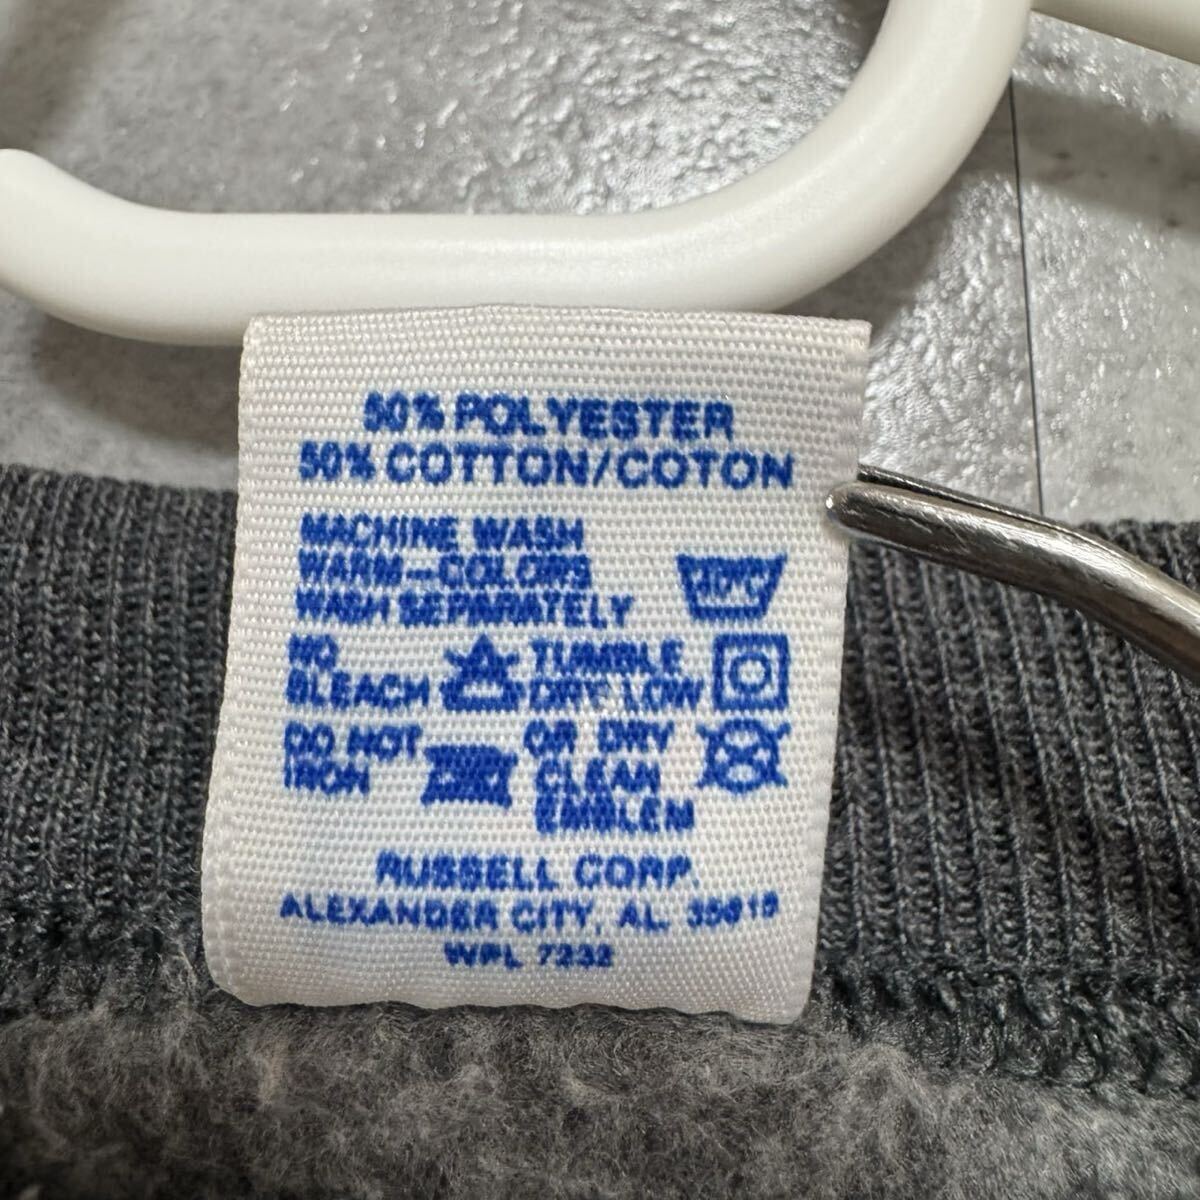 50% POLYESTER
50% COTTON/COTON
MACHINE WASH
WARM-COLORS
WASH SEPARATELY
40°C
NO
BLEACH
TUMBLE
DRY LOW
DO NOT
IRON
OR DRY
CLEAN
EMBLEM
RUSSELL CORP.
ALEXANDER CITY, AL. 35010
WPL 7232